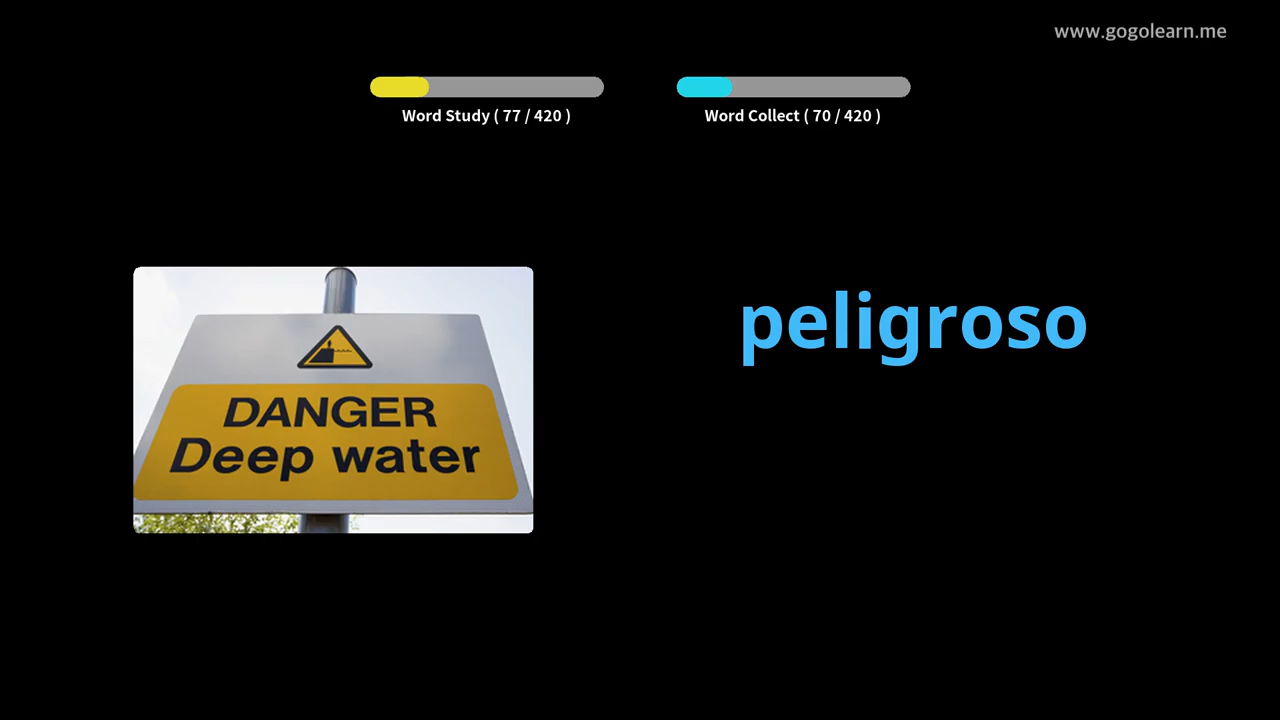 www.gogolearn.me
Word Study ( 77 / 420 )
Word Collect ( 70 / 420 )
peligroso
DANGER
Deep water